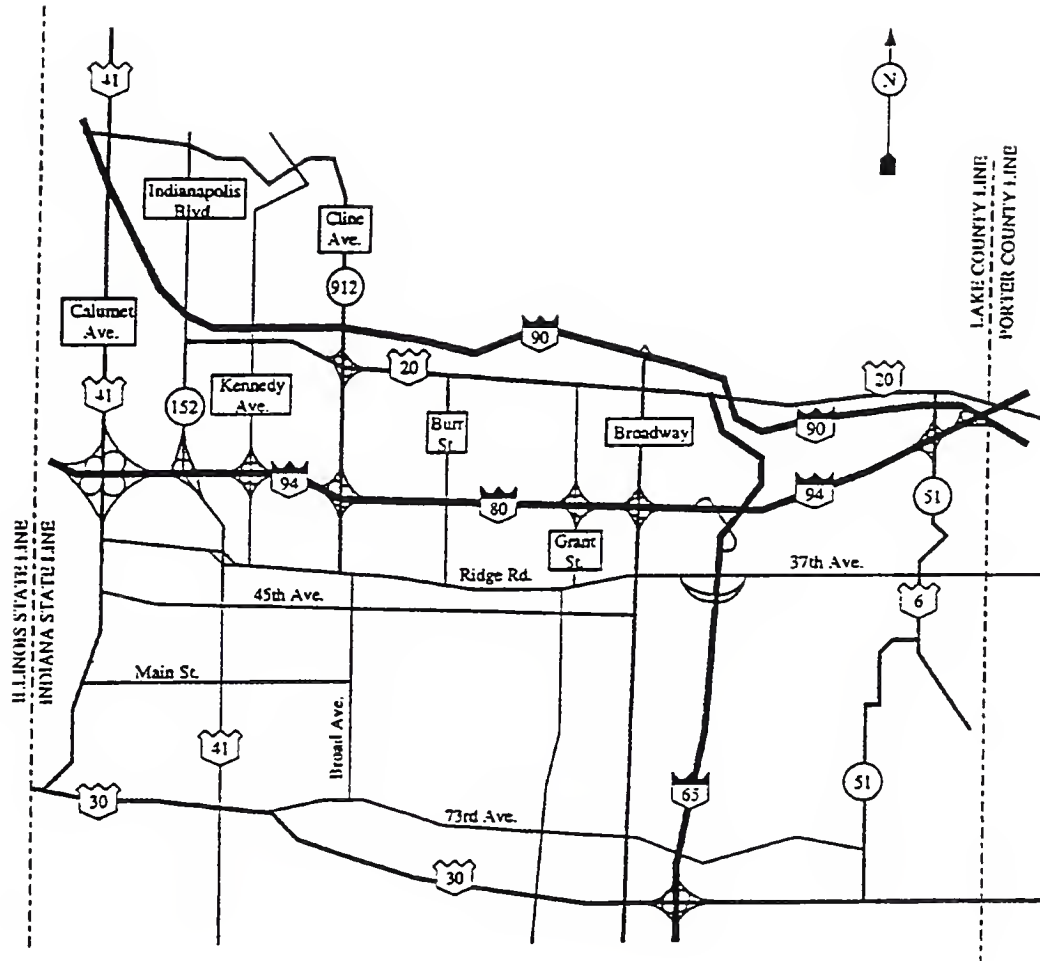 41
N
Indianapolis
Blvd.
Cline
Ave.
912
LAKE COUNTY LINE
PORTER COUNTY LINE
Calumet
Ave.
90
20
20
41
152
Kennedy
Ave.
Burr
St.
Broadway
90
94
80
94
51
Grant
St.
ILLINOIS STATE LINE
INDIANA STATE LINE
Ridge Rd.
37th Ave.
45th Ave.
6
Main St.
Broad Ave.
41
65
51
30
73rd Ave.
30